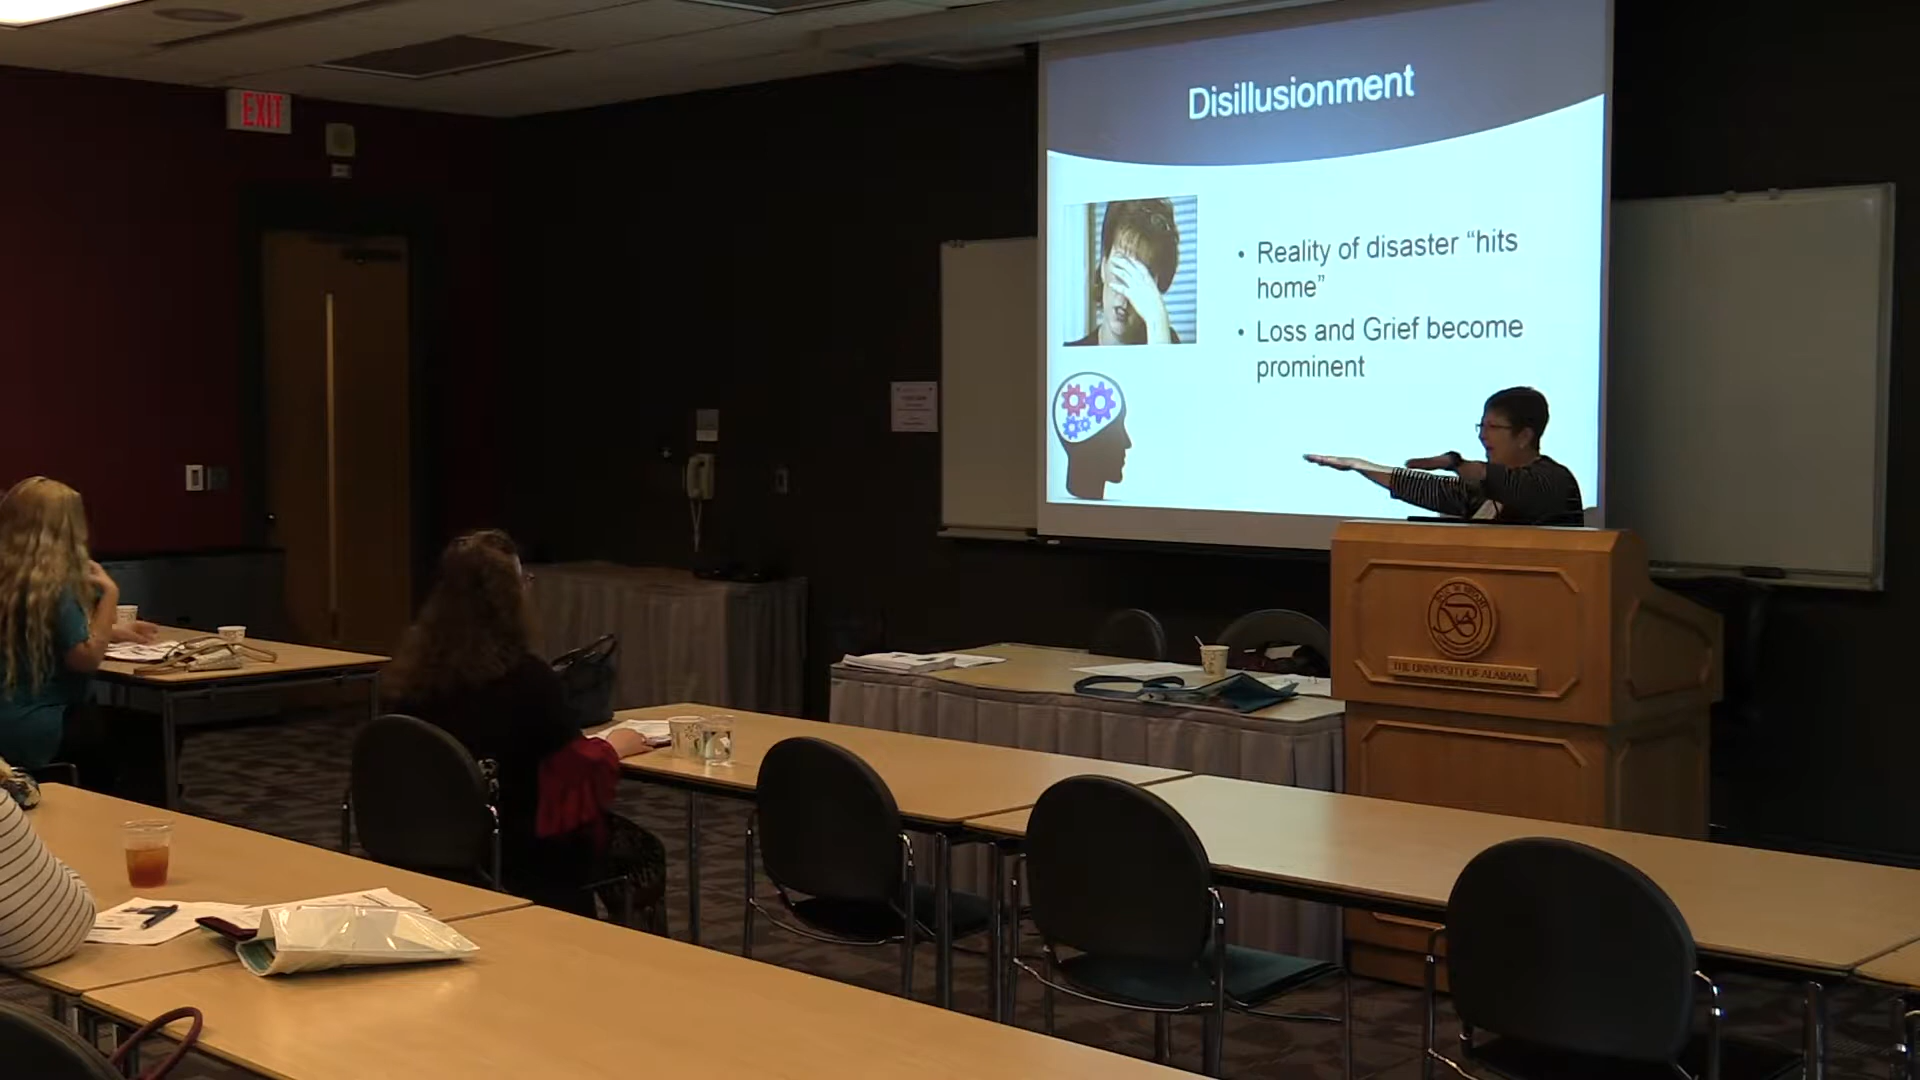 EXIT
Disillusionment
• Reality of disaster “hits
home”
• Loss and Grief become
prominent
THE UNIVERSITY OF ALABAMA